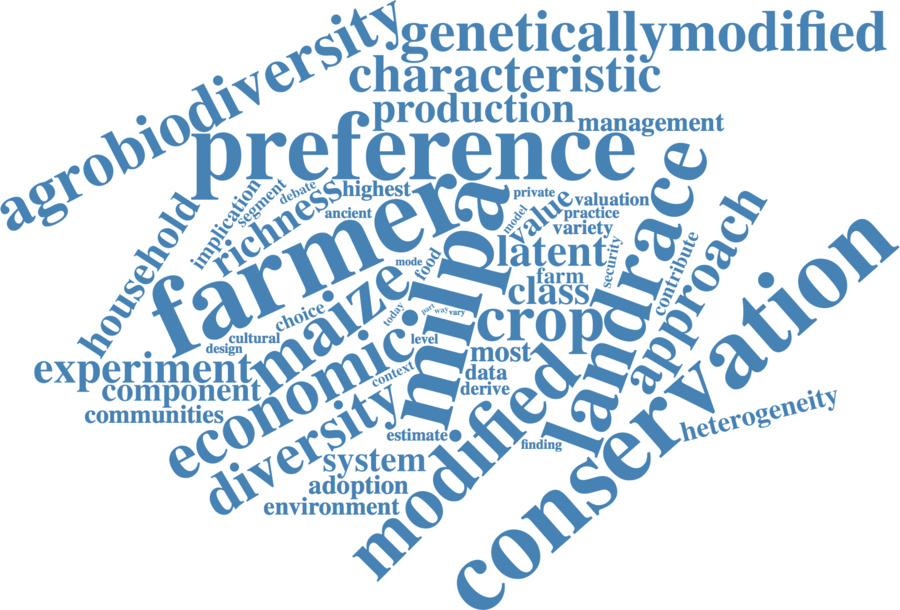 agrobiodiversity
geneticallymodified
characteristic
production
management
preference
household
implication
segment
debate
richness
highest
ancient
farmera
milpa
private
model
value
valuation
practice
variety
landrace
approach
latent
security
contribute
farm
class
mode
food
maize
choice
cultural
design
today
part
way
vary
crop
conservation
experiment
component
communities
economic
level
context
most
data
derive
diversity
modified
estimate
finding
heterogeneity
system
adoption
environment